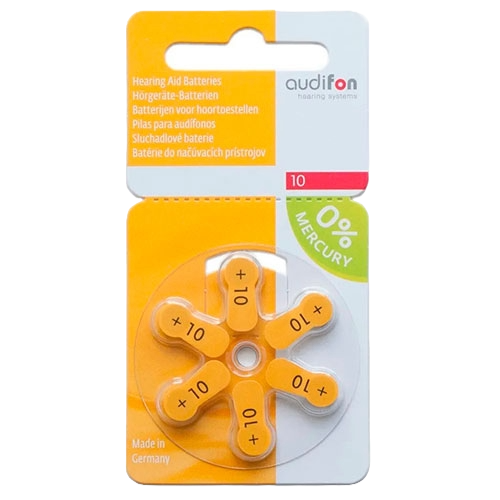 Hearing Aid Batteries
Hörgeräte-Batterien
Batterijen voor hoortoestellen
Pilas para audífonos
Sluchadlové baterie
Batérie do načúvacích prístrojov
audifon
hearing systems
10
0%
MERCURY
+ 10
+ 10
+ 10
+ 10
+ 10
+ 10
Made in
Germany